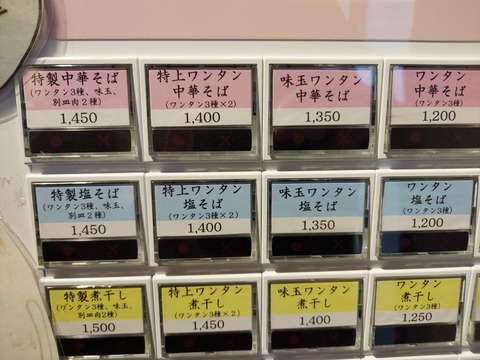 特製中華そば
(ワンタン3種、味玉、
別皿肉2種)
1,450
特上ワンタン
中華そば
(ワンタン3種×2)
1,400
味玉ワンタン
中華そば
1,350
ワンタン
中華そば
(ワンタン3種)
1,200
特製塩そば
(ワンタン3種、味玉、
別皿2種)
1,450
特上ワンタン
塩そば
(ワンタン3種×2)
1,400
味玉ワンタン
塩そば
1,350
ワンタン
塩そば
(ワンタン3種)
1,200
特製煮干し
(ワンタン3種、味玉、
別皿肉2種)
1,500
特上ワンタン
煮干し
(ワンタン3種×2)
1,450
味玉ワンタン
煮干し
1,400
ワンタン
煮干し
(ワンタン3種)
1,250